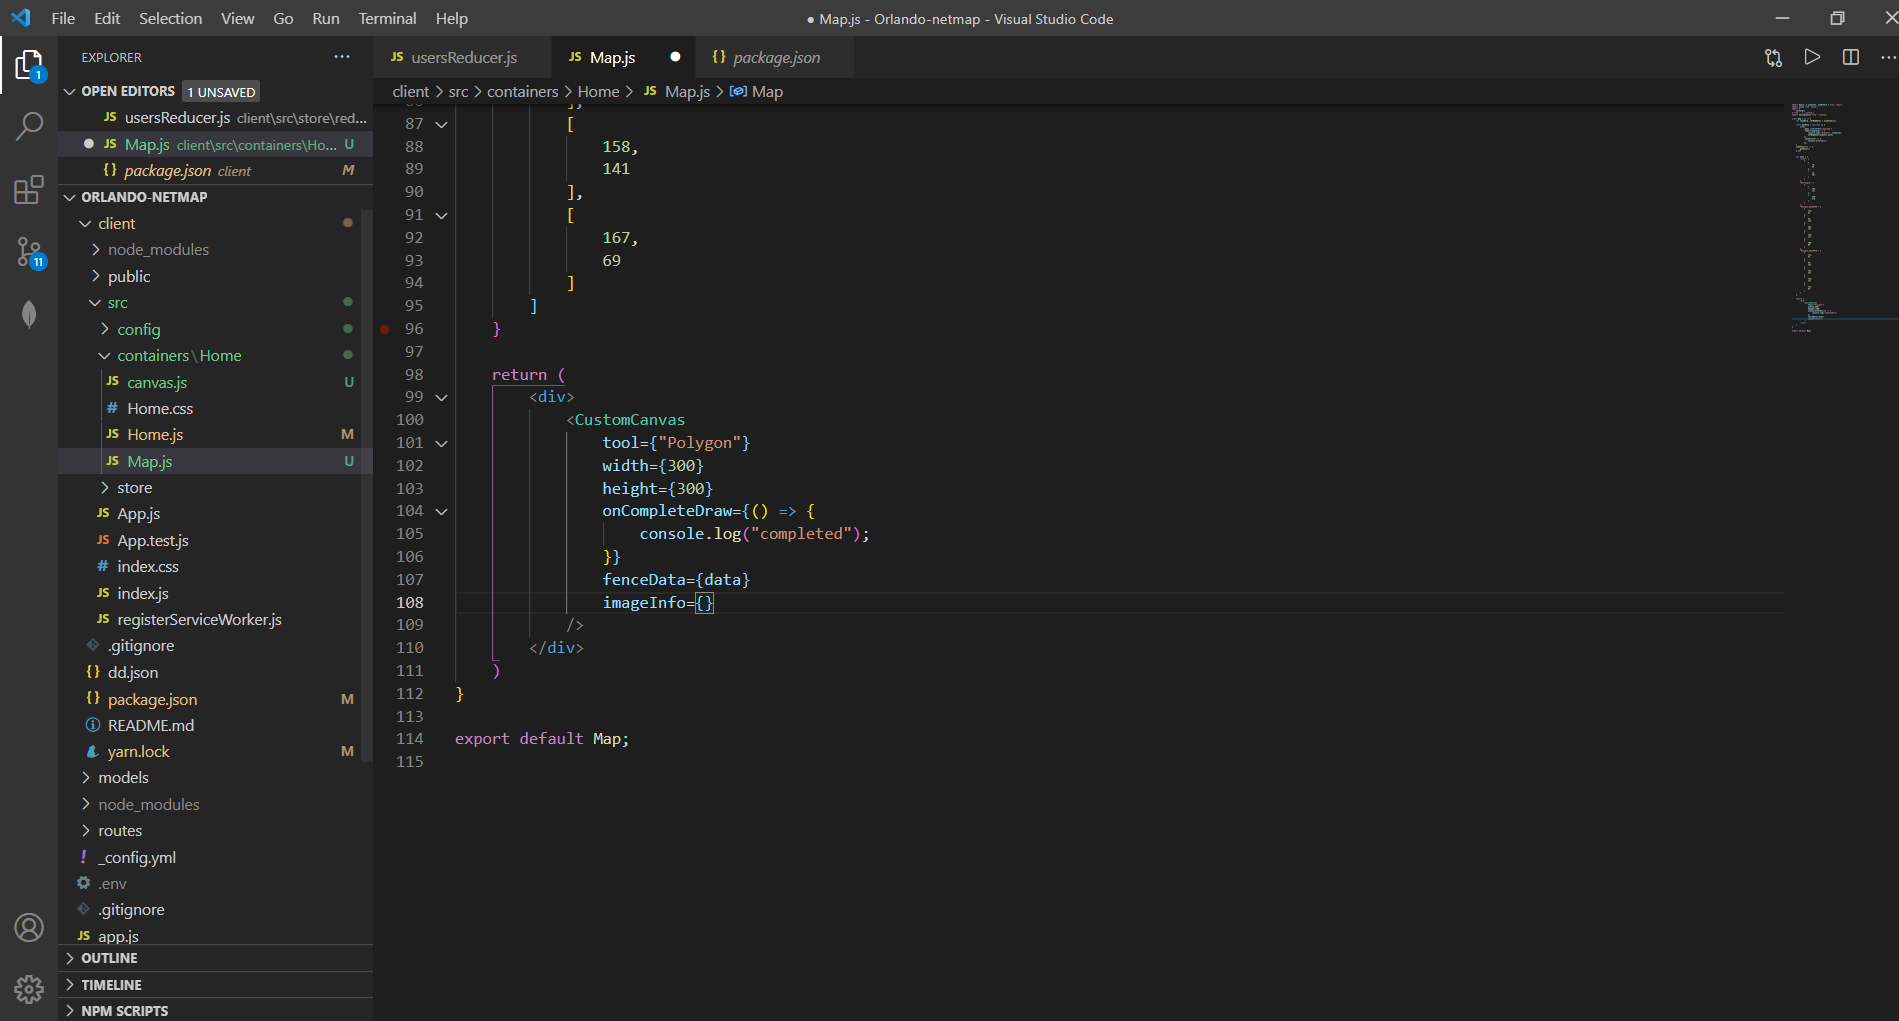 File Edit Selection View Go Run Terminal Help
● Map.js - Orlando-netmap - Visual Studio Code
EXPLORER
OPEN EDITORS 1 UNSAVED
JS usersReducer.js client\src\store\red...
JS Map.js client\src\containers\Ho... U
{} package.json client M
ORLANDO-NETMAP
client
node_modules
public
src
config
containers\Home
JS canvas.js U
# Home.css
JS Home.js M
JS Map.js U
store
JS App.js
JS App.test.js
# index.css
JS index.js
JS registerServiceWorker.js
.gitignore
{} dd.json
{} package.json M
README.md
yarn.lock M
models
node_modules
routes
! _config.yml
.env
.gitignore
JS app.js
OUTLINE
TIMELINE
NPM SCRIPTS
1
11
JS usersReducer.js
JS Map.js
{} package.json
client > src > containers > Home > JS Map.js > Map
],
87 [
88 158,
89 141
90 ],
91 [
92 167,
93 69
94 ]
95 ]
96 }
97
98 return (
99 <div>
100 <CustomCanvas
101 tool={"Polygon"}
102 width={300}
103 height={300}
104 onCompleteDraw={() => {
105 console.log("completed");
106 }}
107 fenceData={data}
108 imageInfo={}
109 />
110 </div>
111 )
112 }
113
114 export default Map;
115